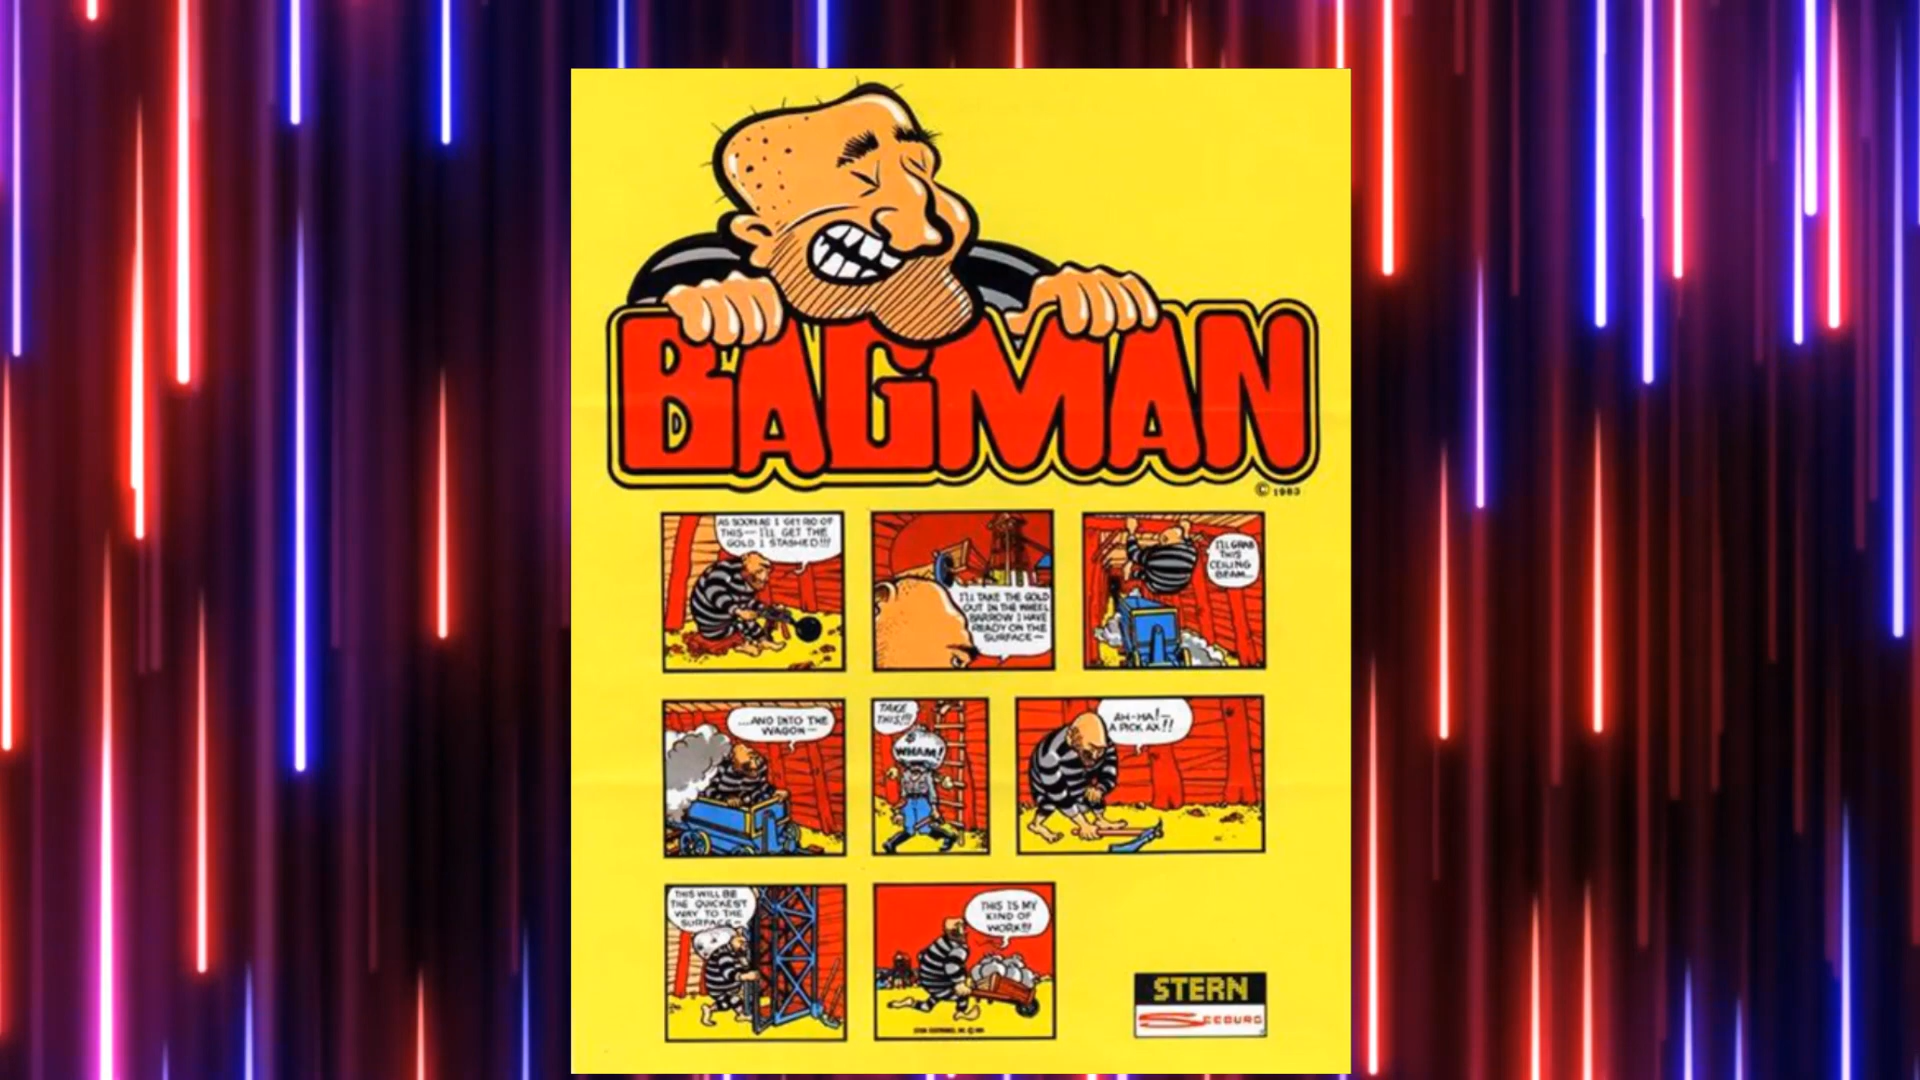 BAGMAN
© 1983
AS SOON AS I GET RID OF
THIS— I'LL GET THE
GOLD I STASHED!!!
I'LL TAKE THE GOLD
OUT IN THE WHEEL
BARROW I HAVE
READY ON THE
SURFACE—
I'LL GRAB
THIS
CEILING
BEAM...
....AND INTO THE
WAGON—
TAKE
THIS!!!
WHAM!
AH-HA!—
A PICK AX!!
THIS WILL BE
THE QUICKEST
WAY TO THE
SURFACE—
THIS IS MY
KIND OF
WORK!!!
STERN
SEEBURG